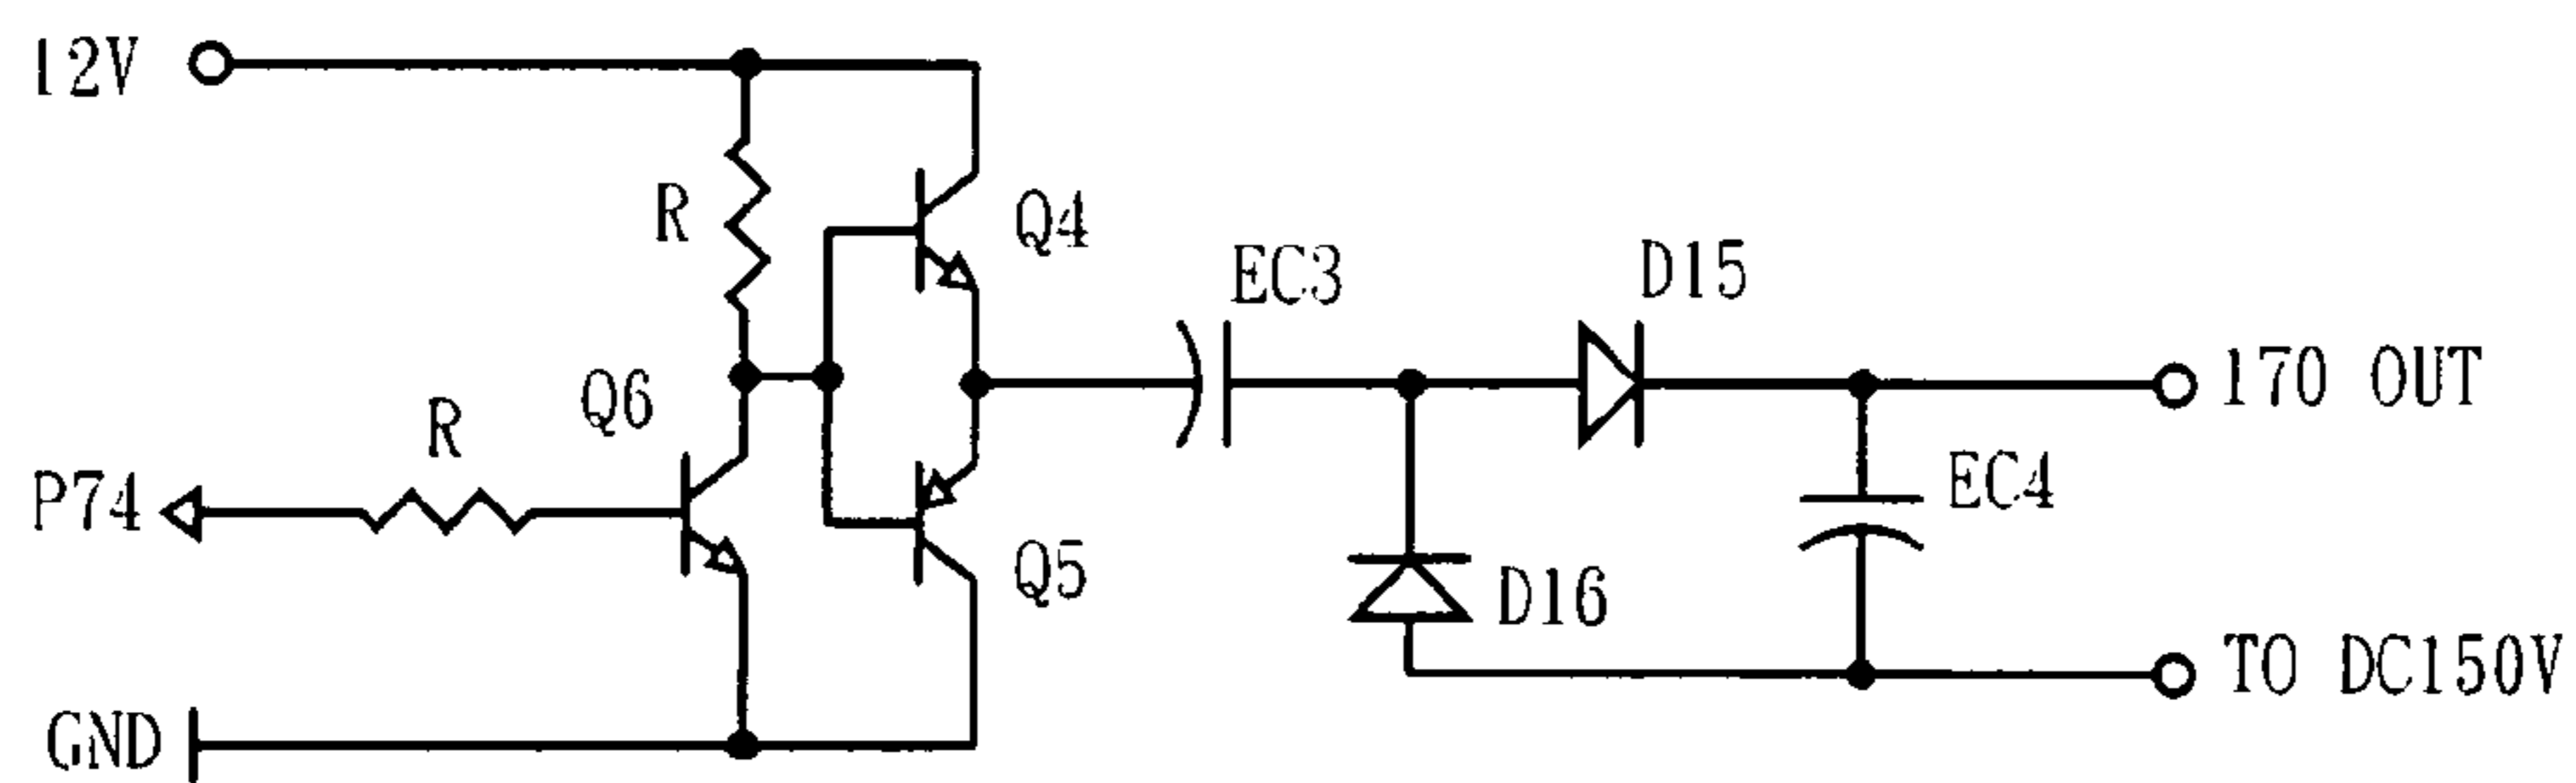 12V
R
Q4
EC3
D15
170 OUT
Q6
R
P74
EC4
Q5
D16
TO DC150V
GND